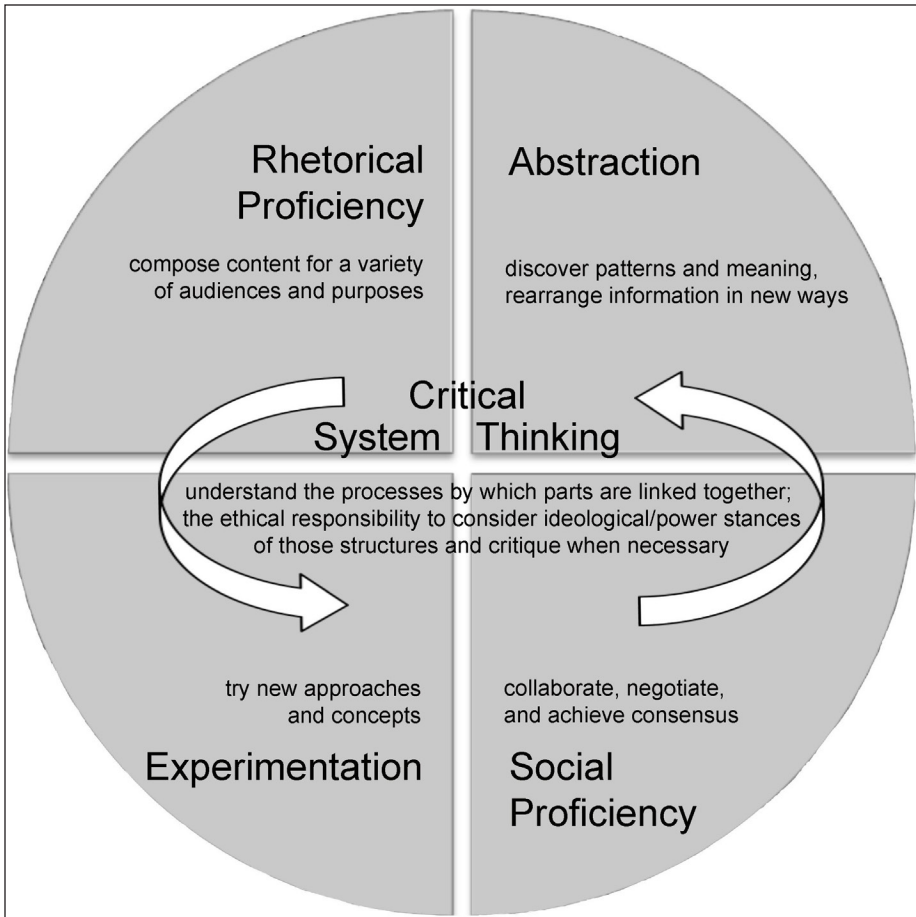 Rhetorical
Proficiency
compose content for a variety
of audiences and purposes
Abstraction
discover patterns and meaning,
rearrange information in new ways
Critical
System Thinking
understand the processes by which parts are linked together;
the ethical responsibility to consider ideological/power stances
of those structures and critique when necessary
try new approaches
and concepts
Experimentation
collaborate, negotiate,
and achieve consensus
Social
Proficiency